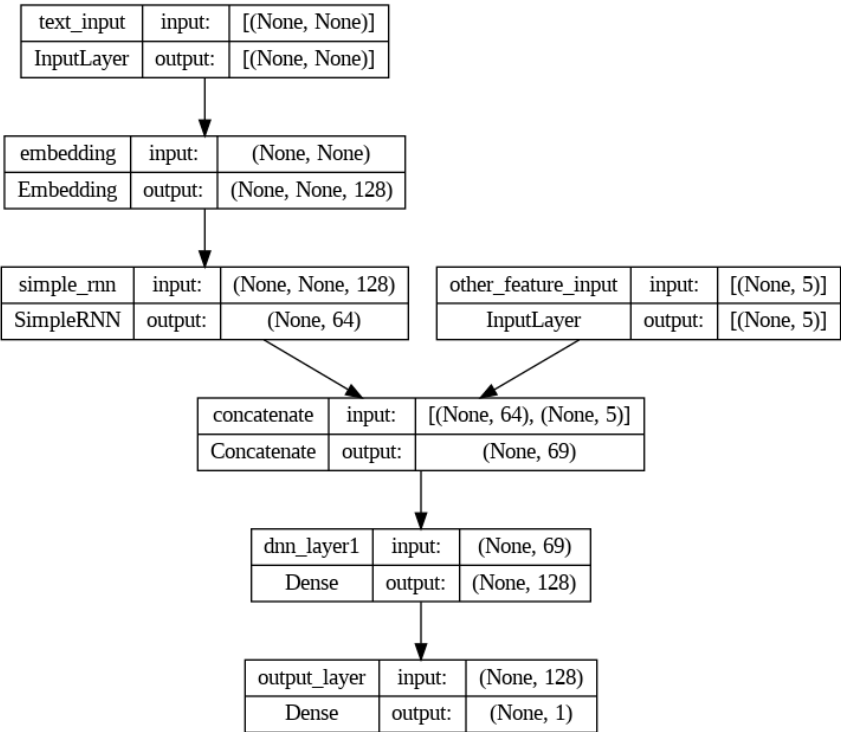 text_input input: [(None, None)]
InputLayer output: [(None, None)]
embedding input: (None, None)
Embedding output: (None, None, 128)
simple_rnn input: (None, None, 128)
SimpleRNN output: (None, 64)
other_feature_input input: [(None, 5)]
InputLayer output: [(None, 5)]
concatenate input: [(None, 64), (None, 5)]
Concatenate output: (None, 69)
dnn_layer1 input: (None, 69)
Dense output: (None, 128)
output_layer input: (None, 128)
Dense output: (None, 1)